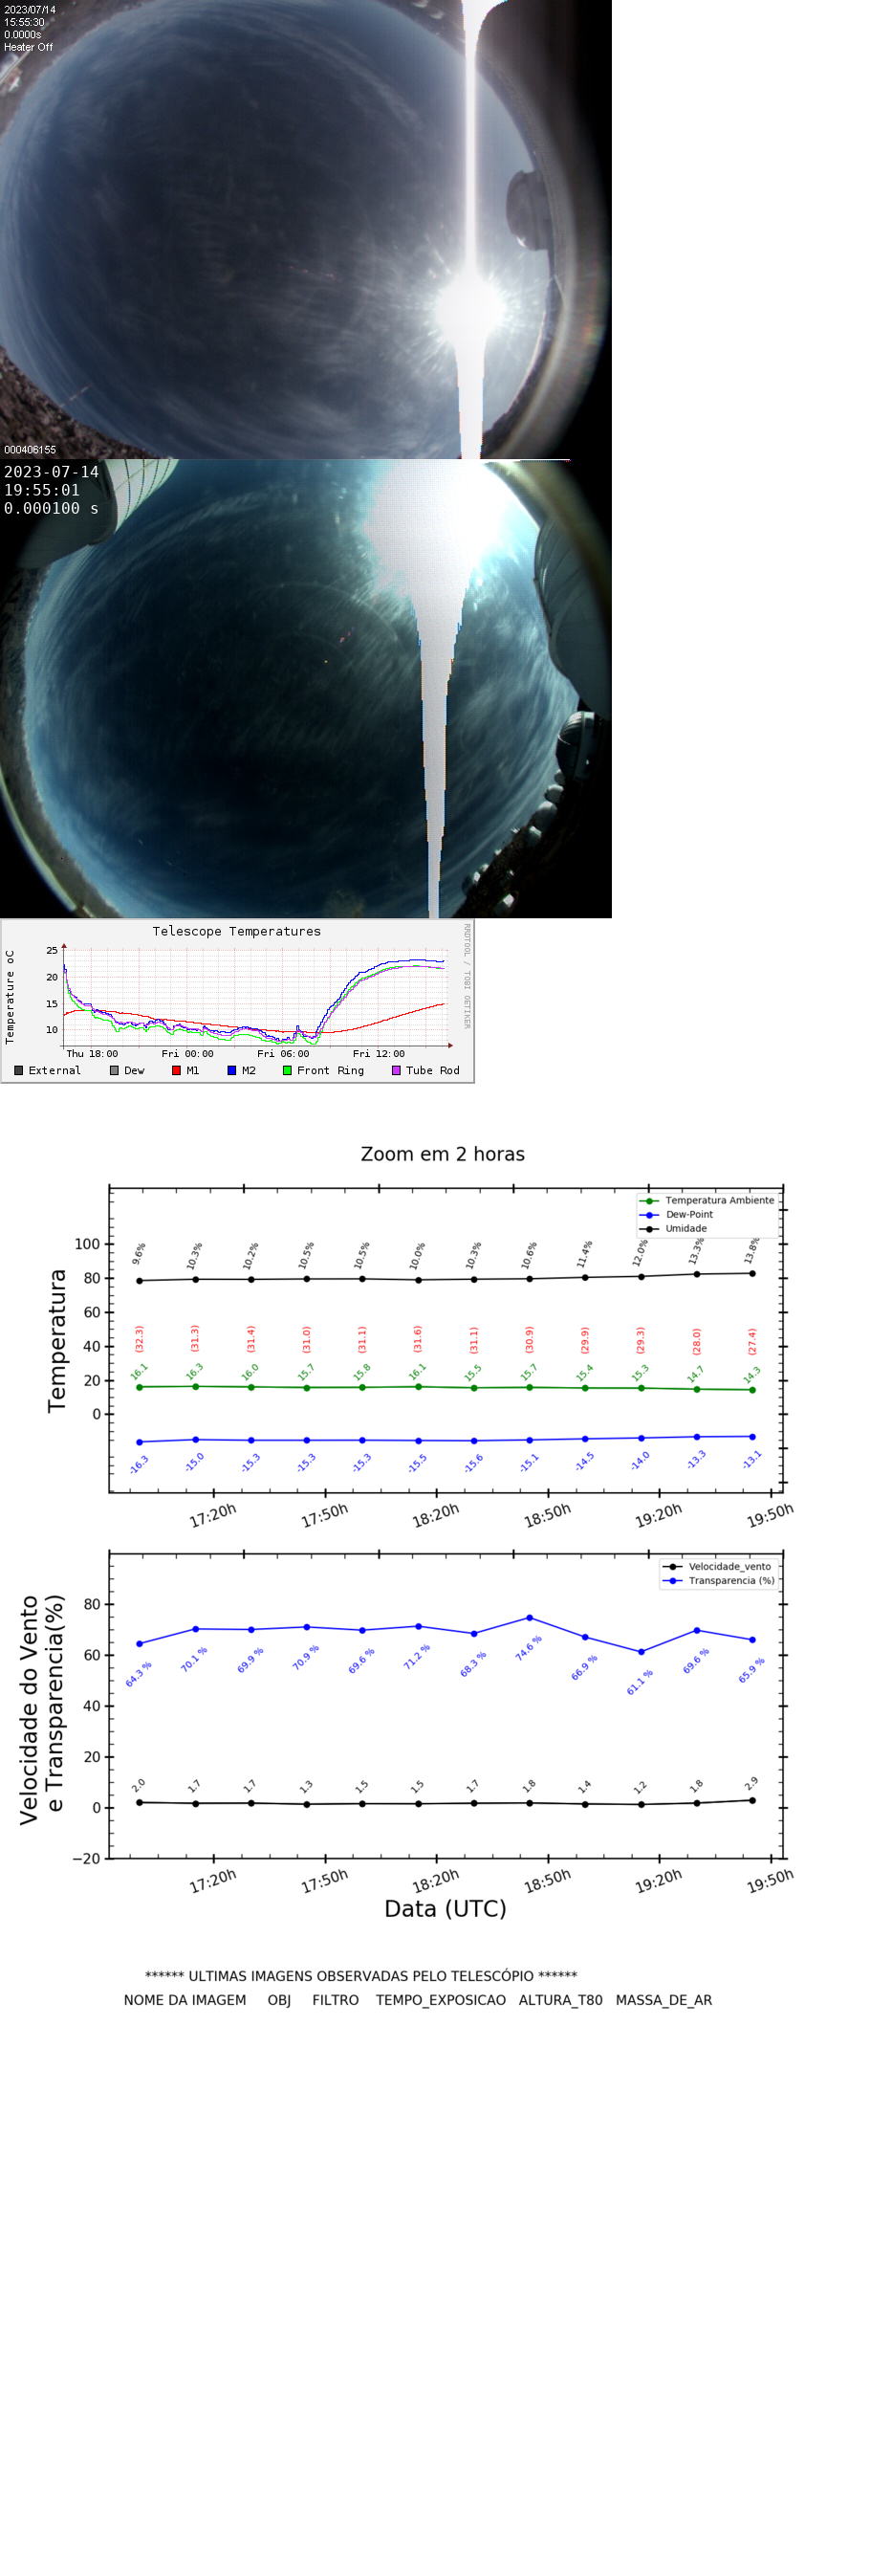 2023/07/14
15:55:30
0.0000s
Heater Off
000406155
2023-07-14
19:55:01
0.000100 s
Telescope Temperatures
RRDTOOL / TOBI OETIKER
Temperature oC
25
20
15
10
Thu 18:00 Fri 00:00 Fri 06:00 Fri 12:00
External Dew M1 M2 Front Ring Tube Rod
Zoom em 2 horas
Temperatura Ambiente
Dew-Point
Umidade
Temperatura
100
80
60
40
20
0
9.6% 10.3% 10.2% 10.5% 10.5% 10.0% 10.3% 10.6% 11.4% 12.0% 13.3% 13.8%
(32.3) (31.3) (31.4) (31.0) (31.1) (31.6) (31.1) (30.9) (29.9) (29.3) (28.0) (27.4)
16.1 16.3 16.0 15.7 15.8 16.1 15.5 15.7 15.4 15.3 14.7 14.3
-16.3 -15.0 -15.3 -15.3 -15.3 -15.5 -15.6 -15.1 -14.5 -14.0 -13.3 -13.1
17:20h 17:50h 18:20h 18:50h 19:20h 19:50h
Velocidade_vento
Transparencia (%)
Velocidade do Vento
e Transparencia(%)
80
60
40
20
0
−20
64.3 % 70.1 % 69.9 % 70.9 % 69.6 % 71.2 % 68.3 % 74.6 % 66.9 % 61.1 % 69.6 % 65.9 %
2.0 1.7 1.7 1.3 1.5 1.5 1.7 1.8 1.4 1.2 1.8 2.9
17:20h 17:50h 18:20h 18:50h 19:20h 19:50h
Data (UTC)
****** ULTIMAS IMAGENS OBSERVADAS PELO TELESCÓPIO ******
NOME DA IMAGEM OBJ FILTRO TEMPO_EXPOSICAO ALTURA_T80 MASSA_DE_AR